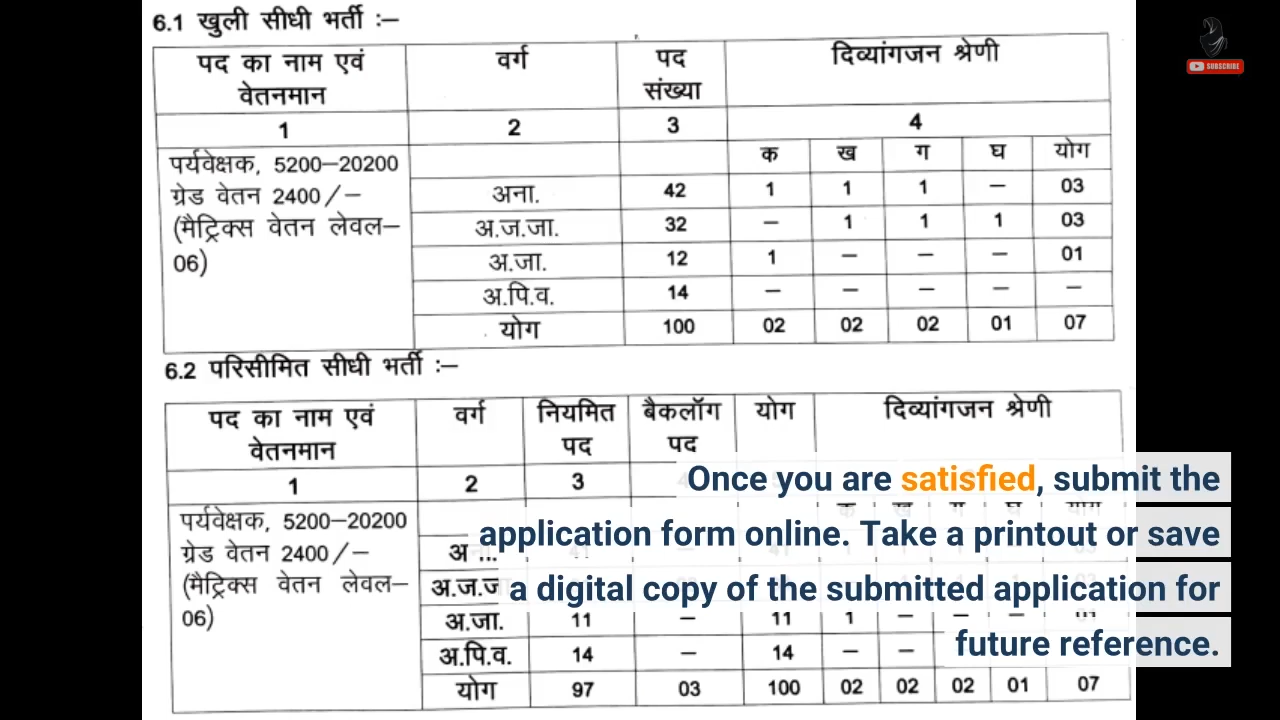 6.1 खुली सीधी भर्ती :–
पद का नाम एवं वेतनमान वर्ग पद संख्या दिव्यांगजन श्रेणी
1 2 3 4
क ख ग घ योग
पर्यवेक्षक, 5200–20200
ग्रेड वेतन 2400/–
(मैट्रिक्स वेतन लेवल–
06)
अना. 42 1 1 1 – 03
अ.ज.जा. 32 – 1 1 1 03
अ.जा. 12 1 – – – 01
अ.पि.व. 14 – – – – –
योग 100 02 02 02 01 07
6.2 परिसीमित सीधी भर्ती :–
पद का नाम एवं वेतनमान वर्ग नियमित पद बैकलॉग पद योग दिव्यांगजन श्रेणी
1 2 3
पर्यवेक्षक, 5200–20200
ग्रेड वेतन 2400/–
(मैट्रिक्स वेतन लेवल–
06)
अ.जा. 11 – 11 1 – – – 01
अ.पि.व. 14 – 14 – –
योग 97 03 100 02 02 02 01 07
Once you are satisfied, submit the
application form online. Take a printout or save
a digital copy of the submitted application for
future reference.
SUBSCRIBE